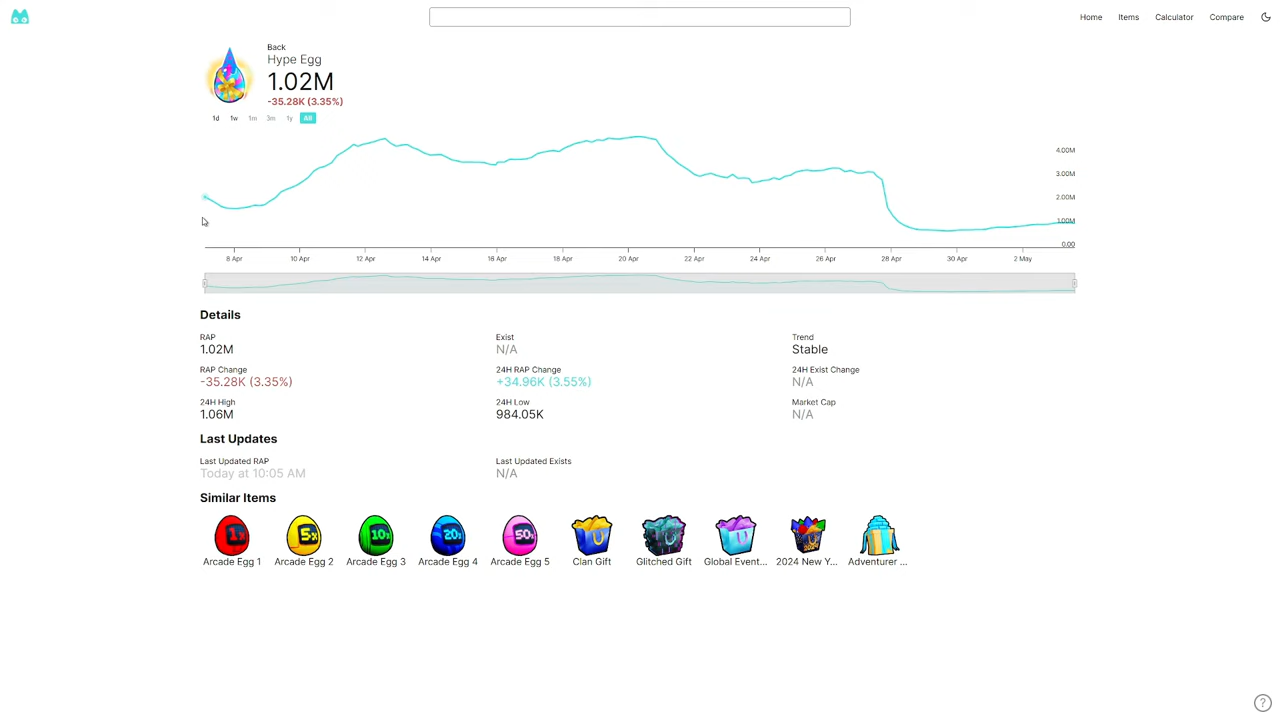 Home Items Calculator Compare
Back
Hype Egg
1.02M
-35.28K (3.35%)
1d 1w 1m 3m 1y All
4.00M
3.00M
2.00M
1.00M
0.00
8 Apr 10 Apr 12 Apr 14 Apr 16 Apr 18 Apr 20 Apr 22 Apr 24 Apr 26 Apr 28 Apr 30 Apr 2 May
Details
RAP Exist Trend
1.02M N/A Stable
RAP Change 24H RAP Change 24H Exist Change
-35.28K (3.35%) +34.96K (3.55%) N/A
24H High 24H Low Market Cap
1.06M 984.05K N/A
Last Updates
Last Updated RAP Last Updated Exists
Today at 10:05 AM N/A
Similar Items
1x 5x 10x 20x 50x 2024
Arcade Egg 1 Arcade Egg 2 Arcade Egg 3 Arcade Egg 4 Arcade Egg 5 Clan Gift Glitched Gift Global Event... 2024 New Y... Adventurer ...
?